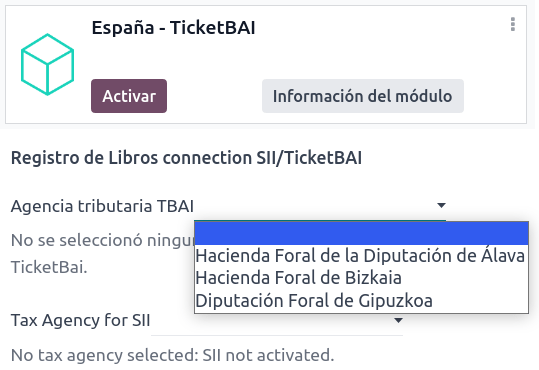 España - TicketBAI
Activar
Información del módulo
Registro de Libros connection SII/TicketBAI
Agencia tributaria TBAI
No se seleccionó
Hacienda Foral de la Diputación de Álava
TicketBai.
Hacienda Foral de Bizkaia
Diputación Foral de Gipuzkoa
Tax Agency for SII
No tax agency selected: SII not activated.